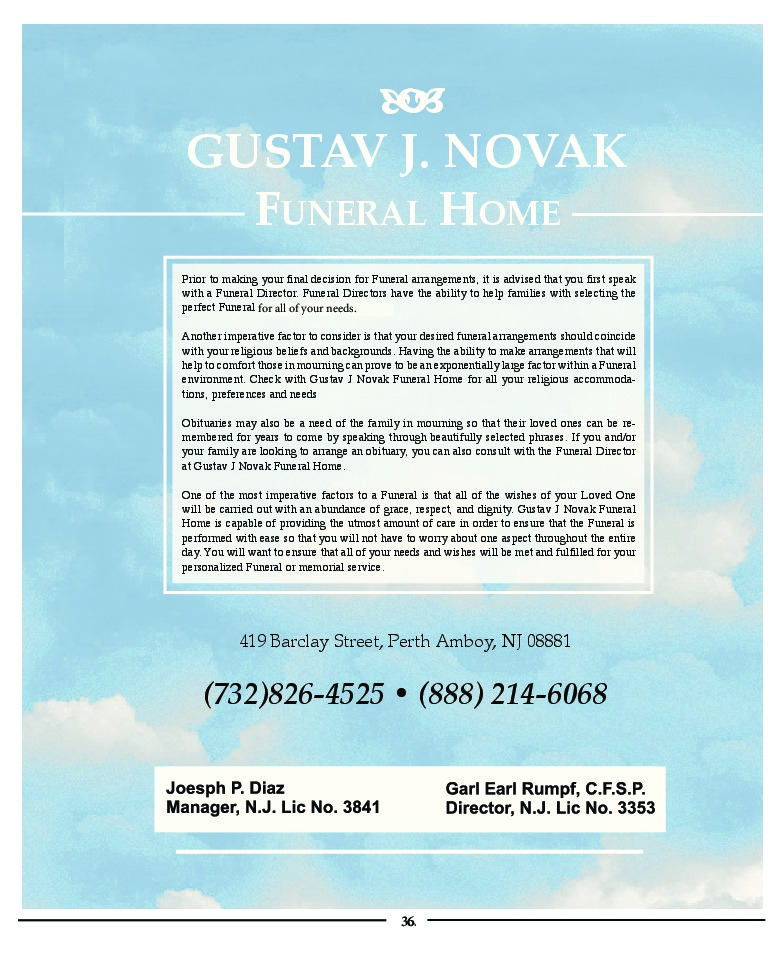 GUSTAV J. NOVAK
FUNERAL HOME
Prior to making your final decision for Funeral arrangements, it is advised that you first speak
with a Funeral Director. Funeral Directors have the ability to help families with selecting the
perfect Funeral for all of your needs.
Another imperative factor to consider is that your desired funeral arrangements should coincide
with your religious beliefs and backgrounds. Having the ability to make arrangements that will
help to comfort those in mourning can prove to be an exponentially large factor within a Funeral
environment. Check with Gustav J Novak Funeral Home for all your religious accommoda-
tions, preferences and needs
Obituaries may also be a need of the family in mourning so that their loved ones can be re-
membered for years to come by speaking through beautifully selected phrases. If you and/or
your family are looking to arrange an obituary, you can also consult with the Funeral Director
at Gustav J Novak Funeral Home.
One of the most imperative factors to a Funeral is that all of the wishes of your Loved One
will be carried out with an abundance of grace, respect, and dignity. Gustav J Novak Funeral
Home is capable of providing the utmost amount of care in order to ensure that the Funeral is
performed with ease so that you will not have to worry about one aspect throughout the entire
day. You will want to ensure that all of your needs and wishes will be met and fulfilled for your
personalized Funeral or memorial service.
419 Barclay Street, Perth Amboy, NJ 08881
(732)826-4525 • (888) 214-6068
Joesph P. Diaz
Manager, N.J. Lic No. 3841
Garl Earl Rumpf, C.F.S.P.
Director, N.J. Lic No. 3353
36.